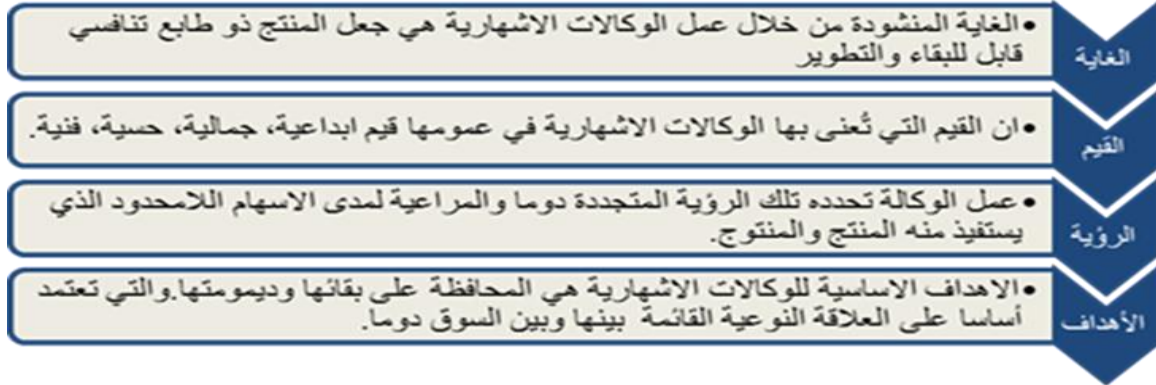 الغاية
•الغاية المنشودة من خلال عمل الوكالات الاشهارية هي جعل المنتج ذو طابع تنافسي
قابل للبقاء والتطوير
القيم
•ان القيم التي تُعنى بها الوكالات الاشهارية في عمومها قيم ابداعية، جمالية، حسية، فنية.
الرؤية
•عمل الوكالة تحدده تلك الرؤية المتجددة دوما والمراعية لمدى الاسهام اللامحدود الذي
يستفيذ منه المنتج والمنتوج.
الأهداف
•الاهداف الاساسية للوكالات الاشهارية هي المحافظة على بقائها وديمومتها.والتي تعتمد
أساسا على العلاقة النوعية القائمة بينها وبين السوق دوما.